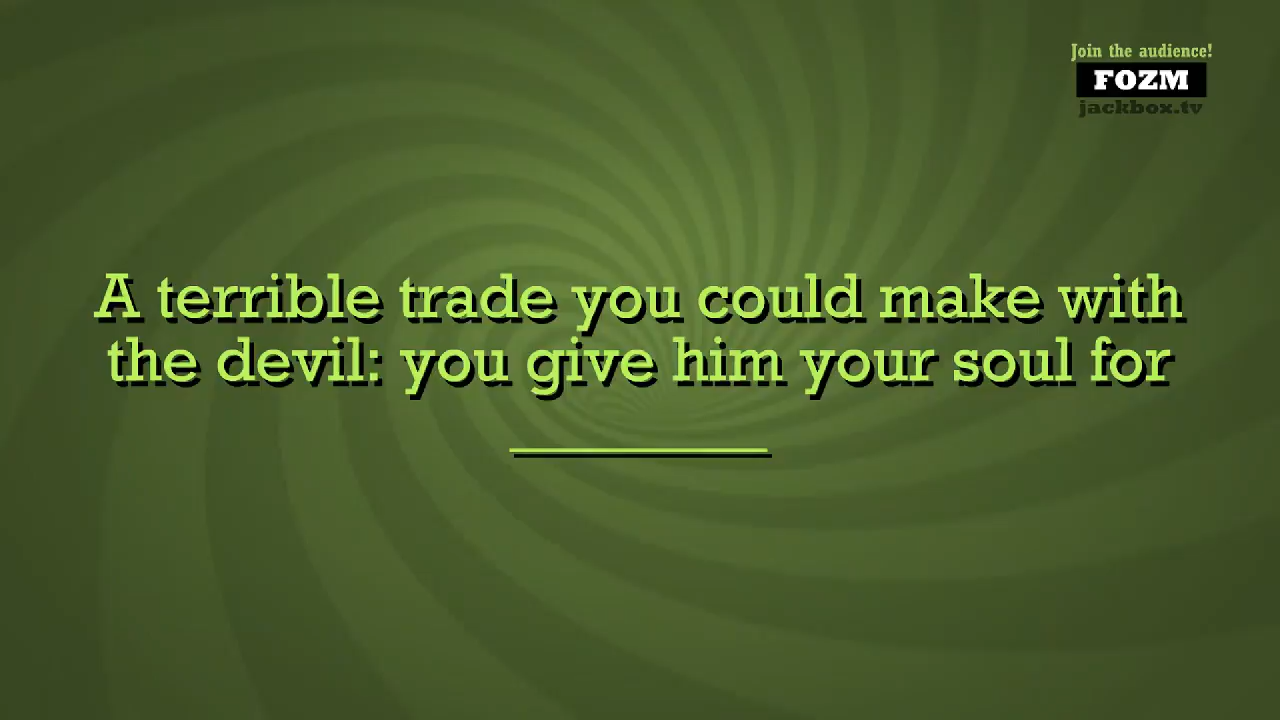 Join the audience!
FOZM
jackbox.tv
A terrible trade you could make with
the devil: you give him your soul for